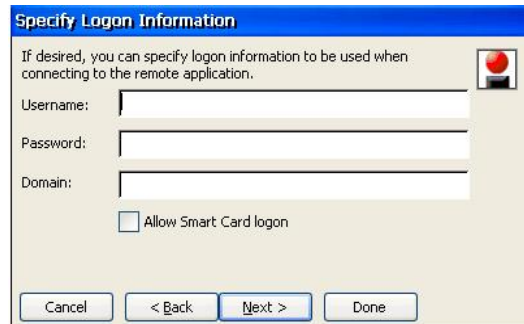 Specify Logon Information
If desired, you can specify logon information to be used when
connecting to the remote application.
Username:
Password:
Domain:
Allow Smart Card logon
Cancel < Back Next > Done